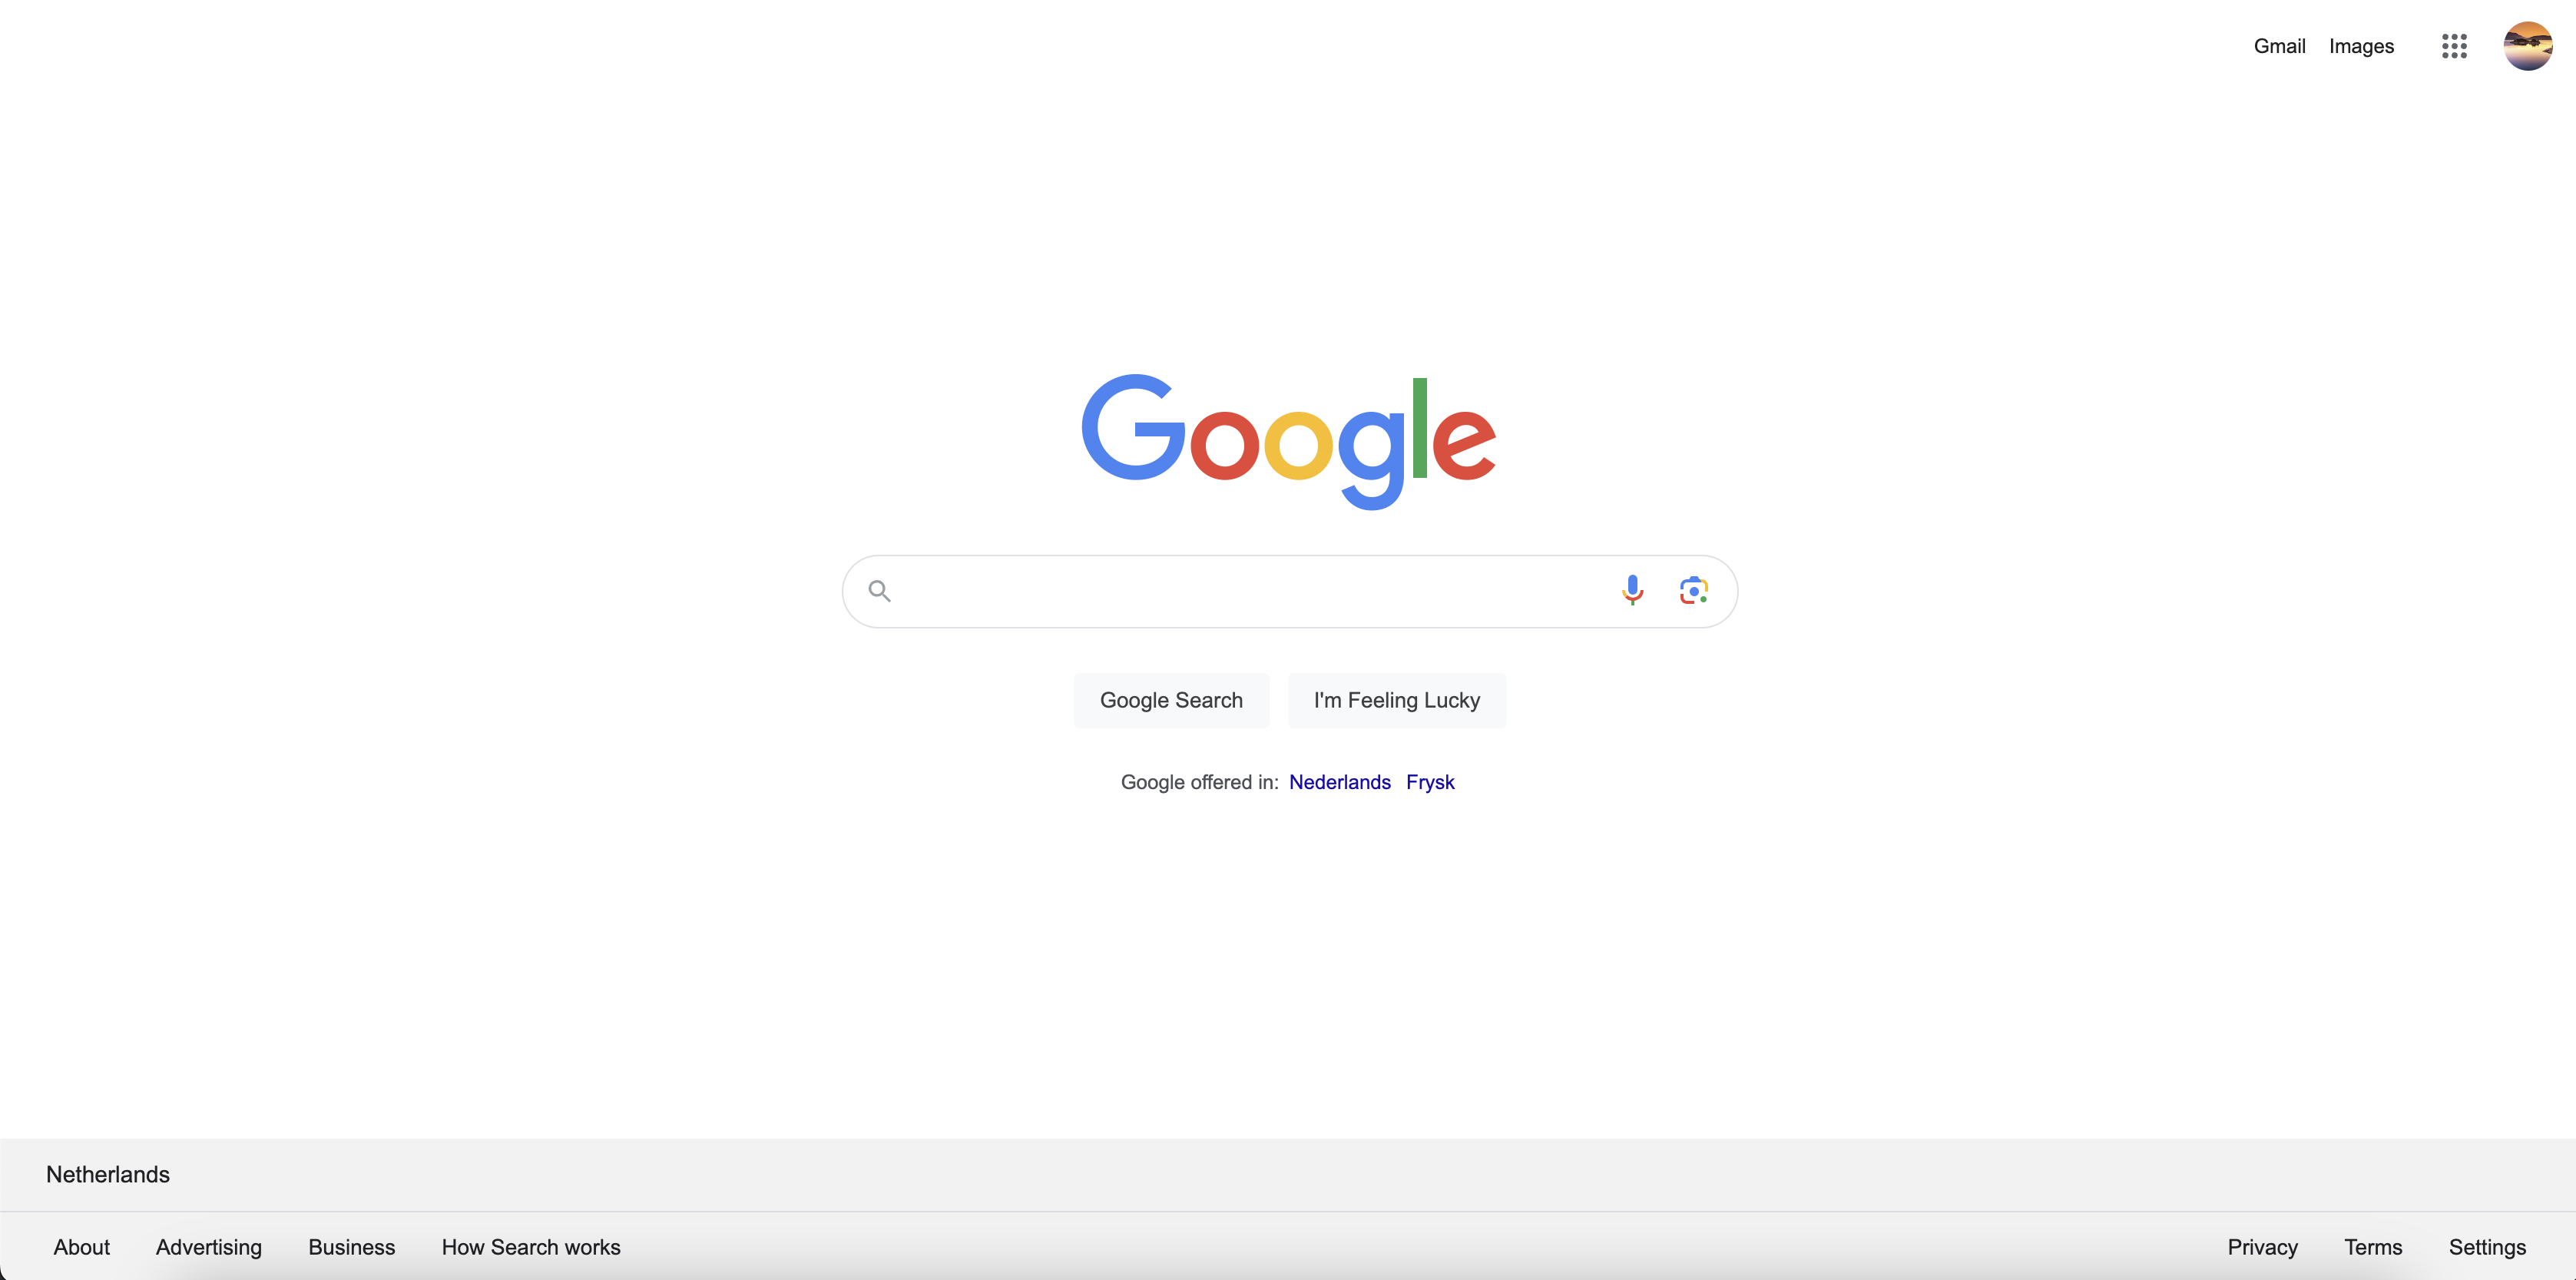 Gmail Images
Google
Google Search I'm Feeling Lucky
Google offered in: Nederlands Frysk
Netherlands
About Advertising Business How Search works Privacy Terms Settings